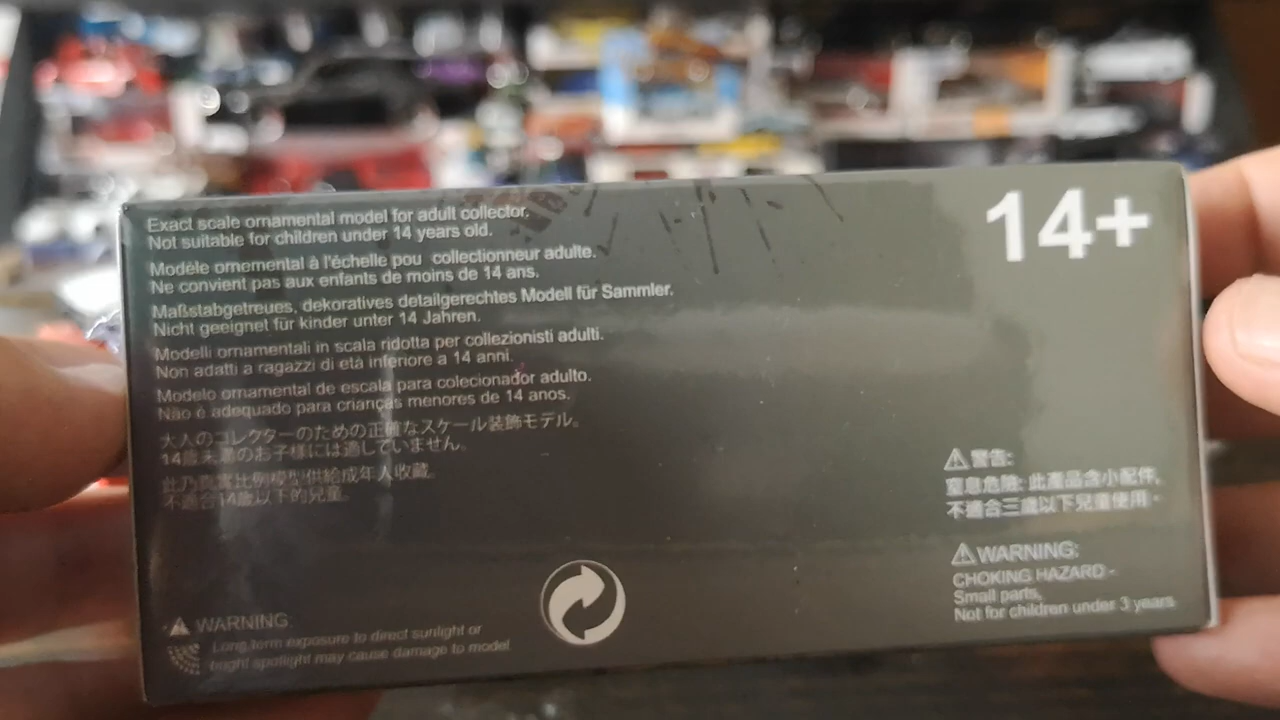 Exact scale ornamental model for adult collector.
Not suitable for children under 14 years old.
Modèle ornemental à l'échelle pou collectionneur adulte.
Ne convient pas aux enfants de moins de 14 ans.
Maßstabgetreues, dekoratives detailgerechtes Modell für Sammler.
Nicht geeignet für kinder unter 14 Jahren.
Modelli ornamentali in scala ridotta per collezionisti adulti.
Non adatti a ragazzi di età inferiore a 14 anni.
Modelo ornamental de escala para colecionador adulto.
Não è adequado para crianças menores de 14 anos.
大人のコレクターのための正確なスケール装飾モデル。
14歳未満のお子様には適していません。
此乃真實比例模型供給成年人收藏。
不適合14歲以下的兒童。
WARNING:
Long term exposure to direct sunlight or
bright spotlight may cause damage to model
14+
警告:
窒息危險: 此產品含小配件,
不適合三歲以下兒童使用。
WARNING:
CHOKING HAZARD -
Small parts,
Not for children under 3 years